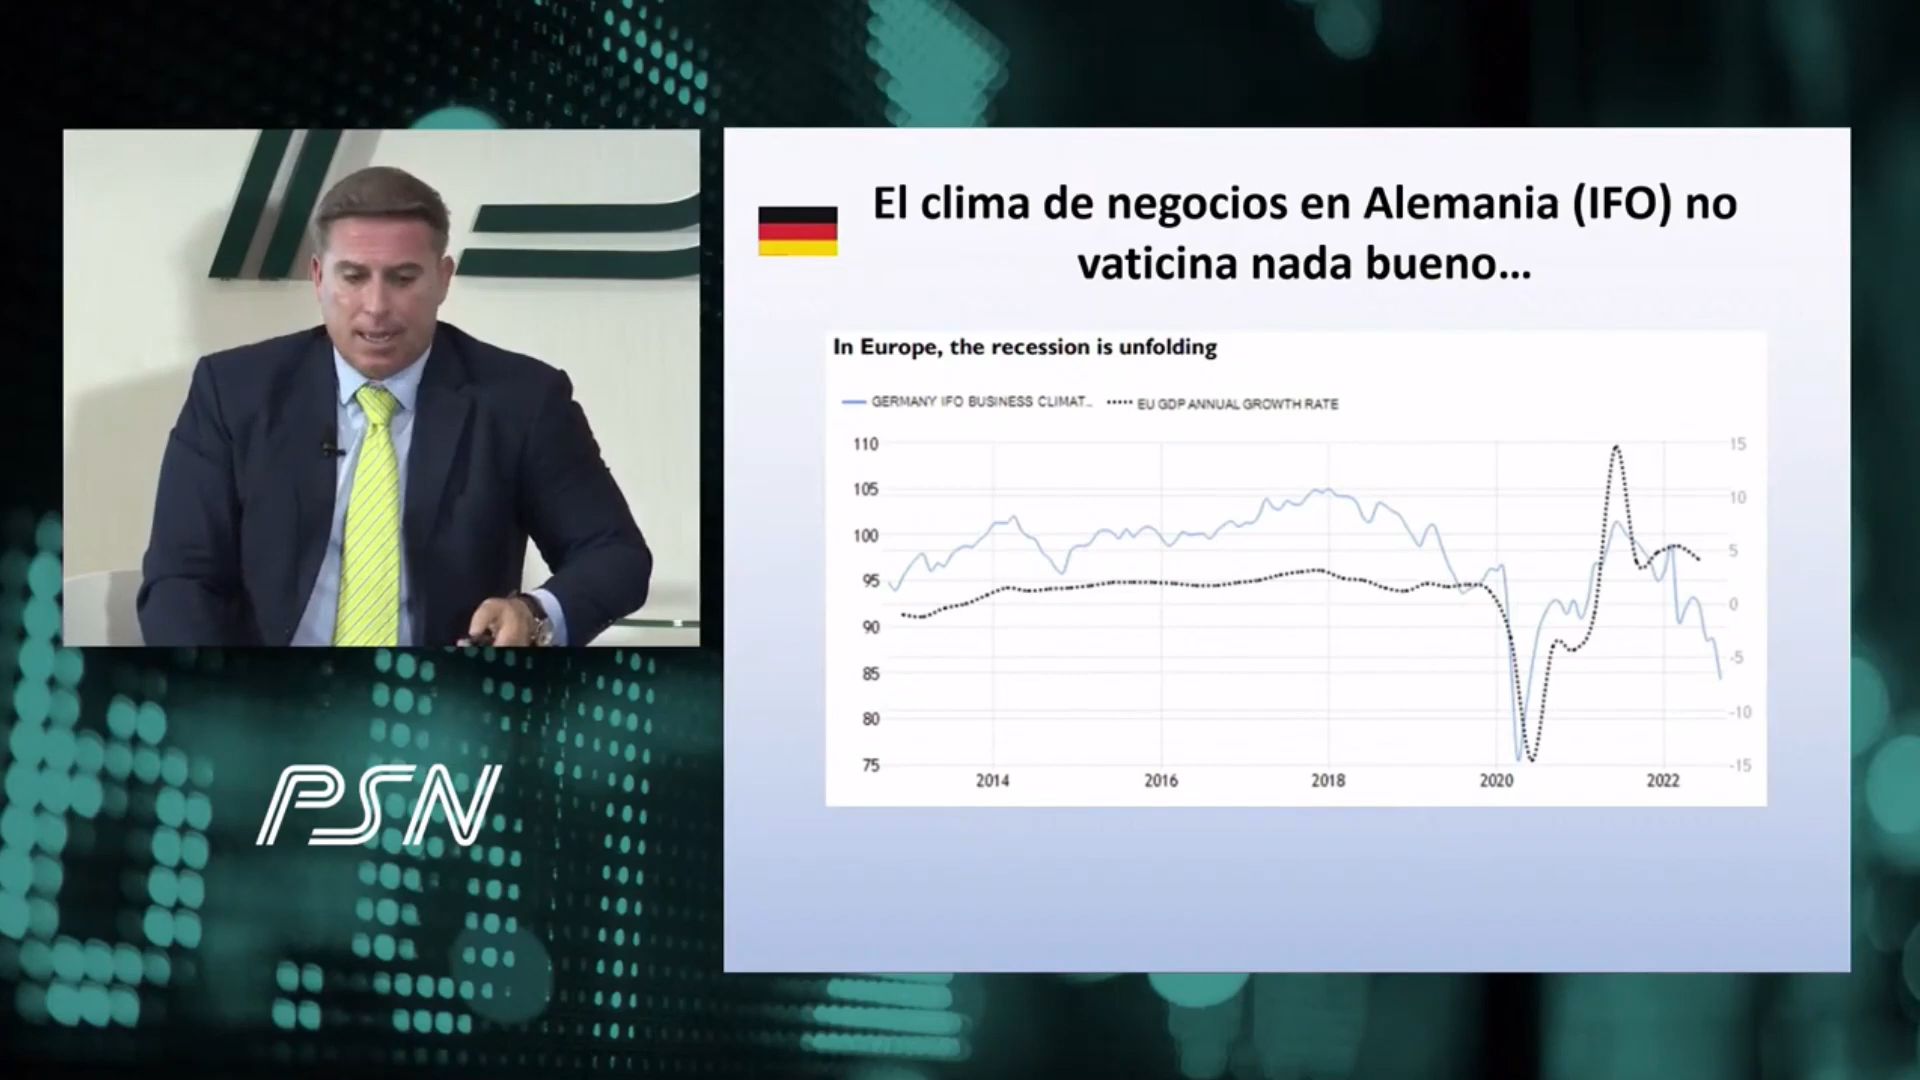 El clima de negocios en Alemania (IFO) no
vaticina nada bueno...
In Europe, the recession is unfolding
GERMANY IFO BUSINESS CLIMAT... EU GDP ANNUAL GROWTH RATE
110 15
105 10
100 5
95 0
90 -5
85 -10
80 -15
75
2014 2016 2018 2020 2022
PSN